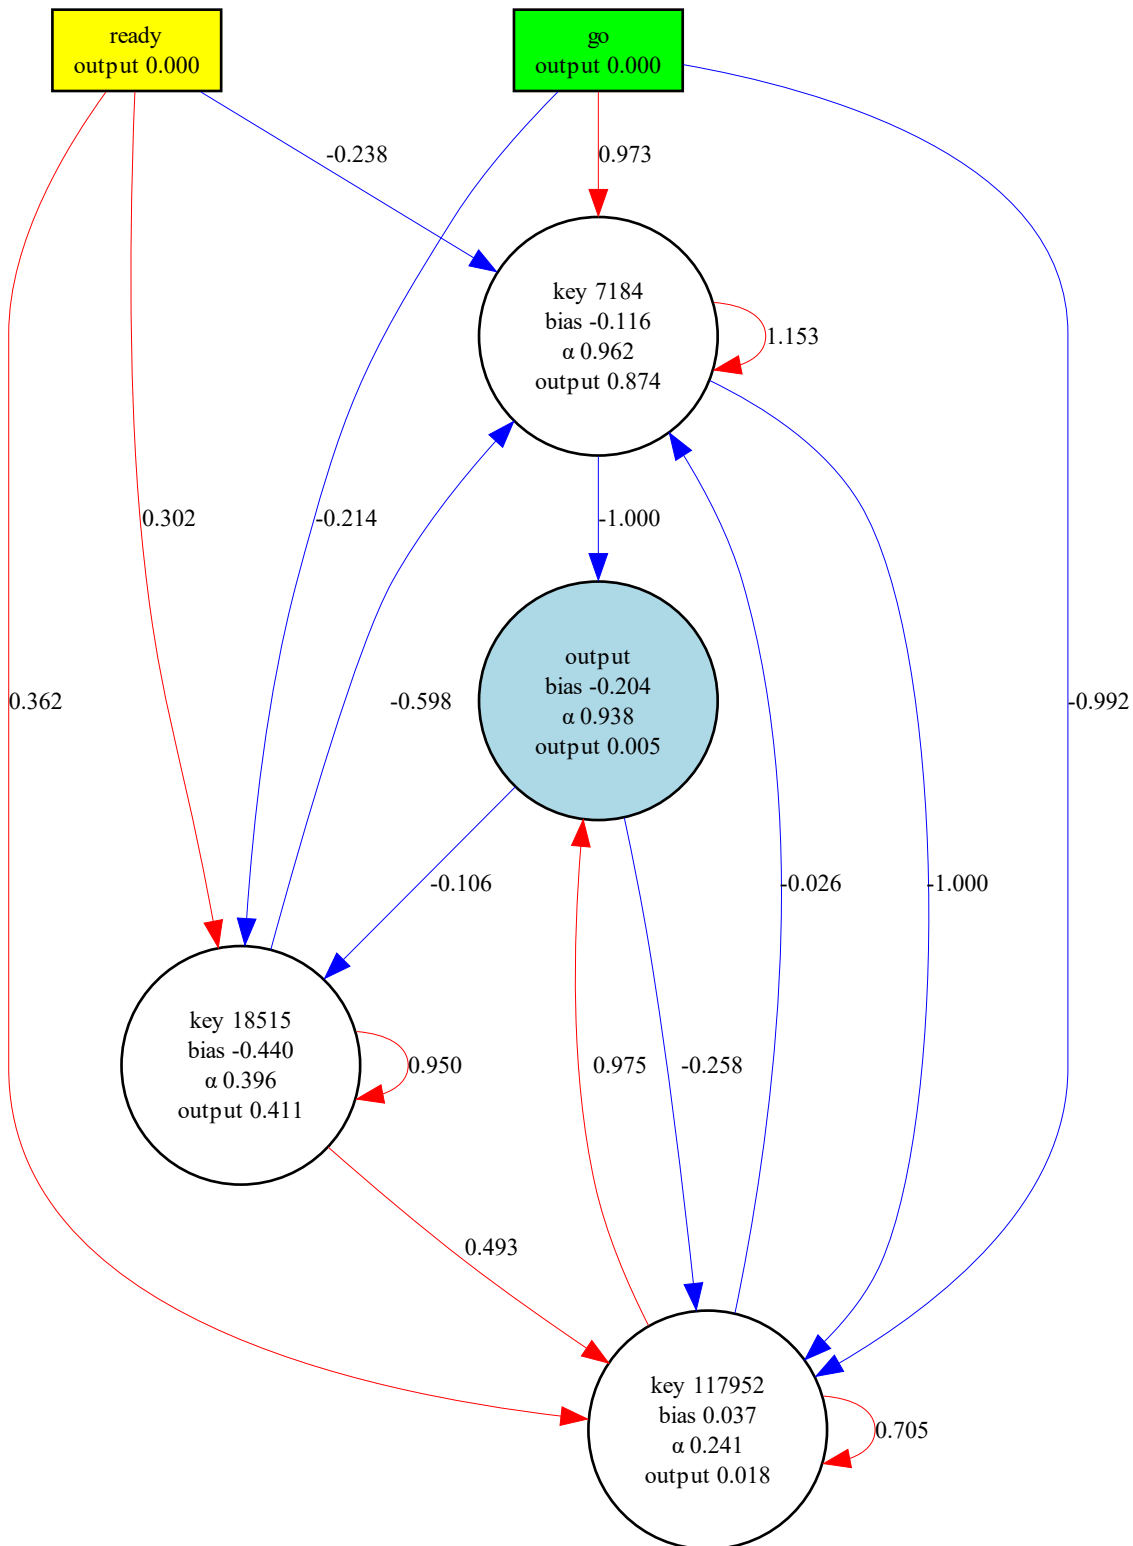 ready
output 0.000
go
output 0.000
-0.238
0.973
key 7184
bias -0.116
α 0.962
output 0.874
1.153
0.302
-0.214
-1.000
output
bias -0.204
α 0.938
output 0.005
0.362
-0.598
-0.992
-0.106
-0.026
-1.000
key 18515
bias -0.440
α 0.396
output 0.411
0.950
0.975
-0.258
0.493
key 117952
bias 0.037
α 0.241
output 0.018
0.705